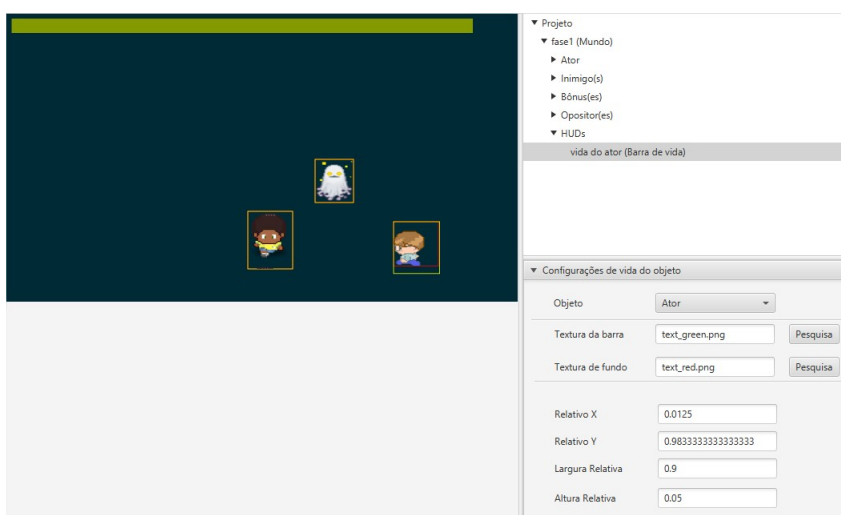 Projeto
fase1 (Mundo)
Ator
Inimigo(s)
Bônus(es)
Opositor(es)
HUDs
vida do ator (Barra de vida)
Configurações de vida do objeto
Objeto Ator
Textura da barra text_green.png Pesquisa
Textura de fundo text_red.png Pesquisa
Relativo X 0.0125
Relativo Y 0.9833333333333333
Largura Relativa 0.9
Altura Relativa 0.05